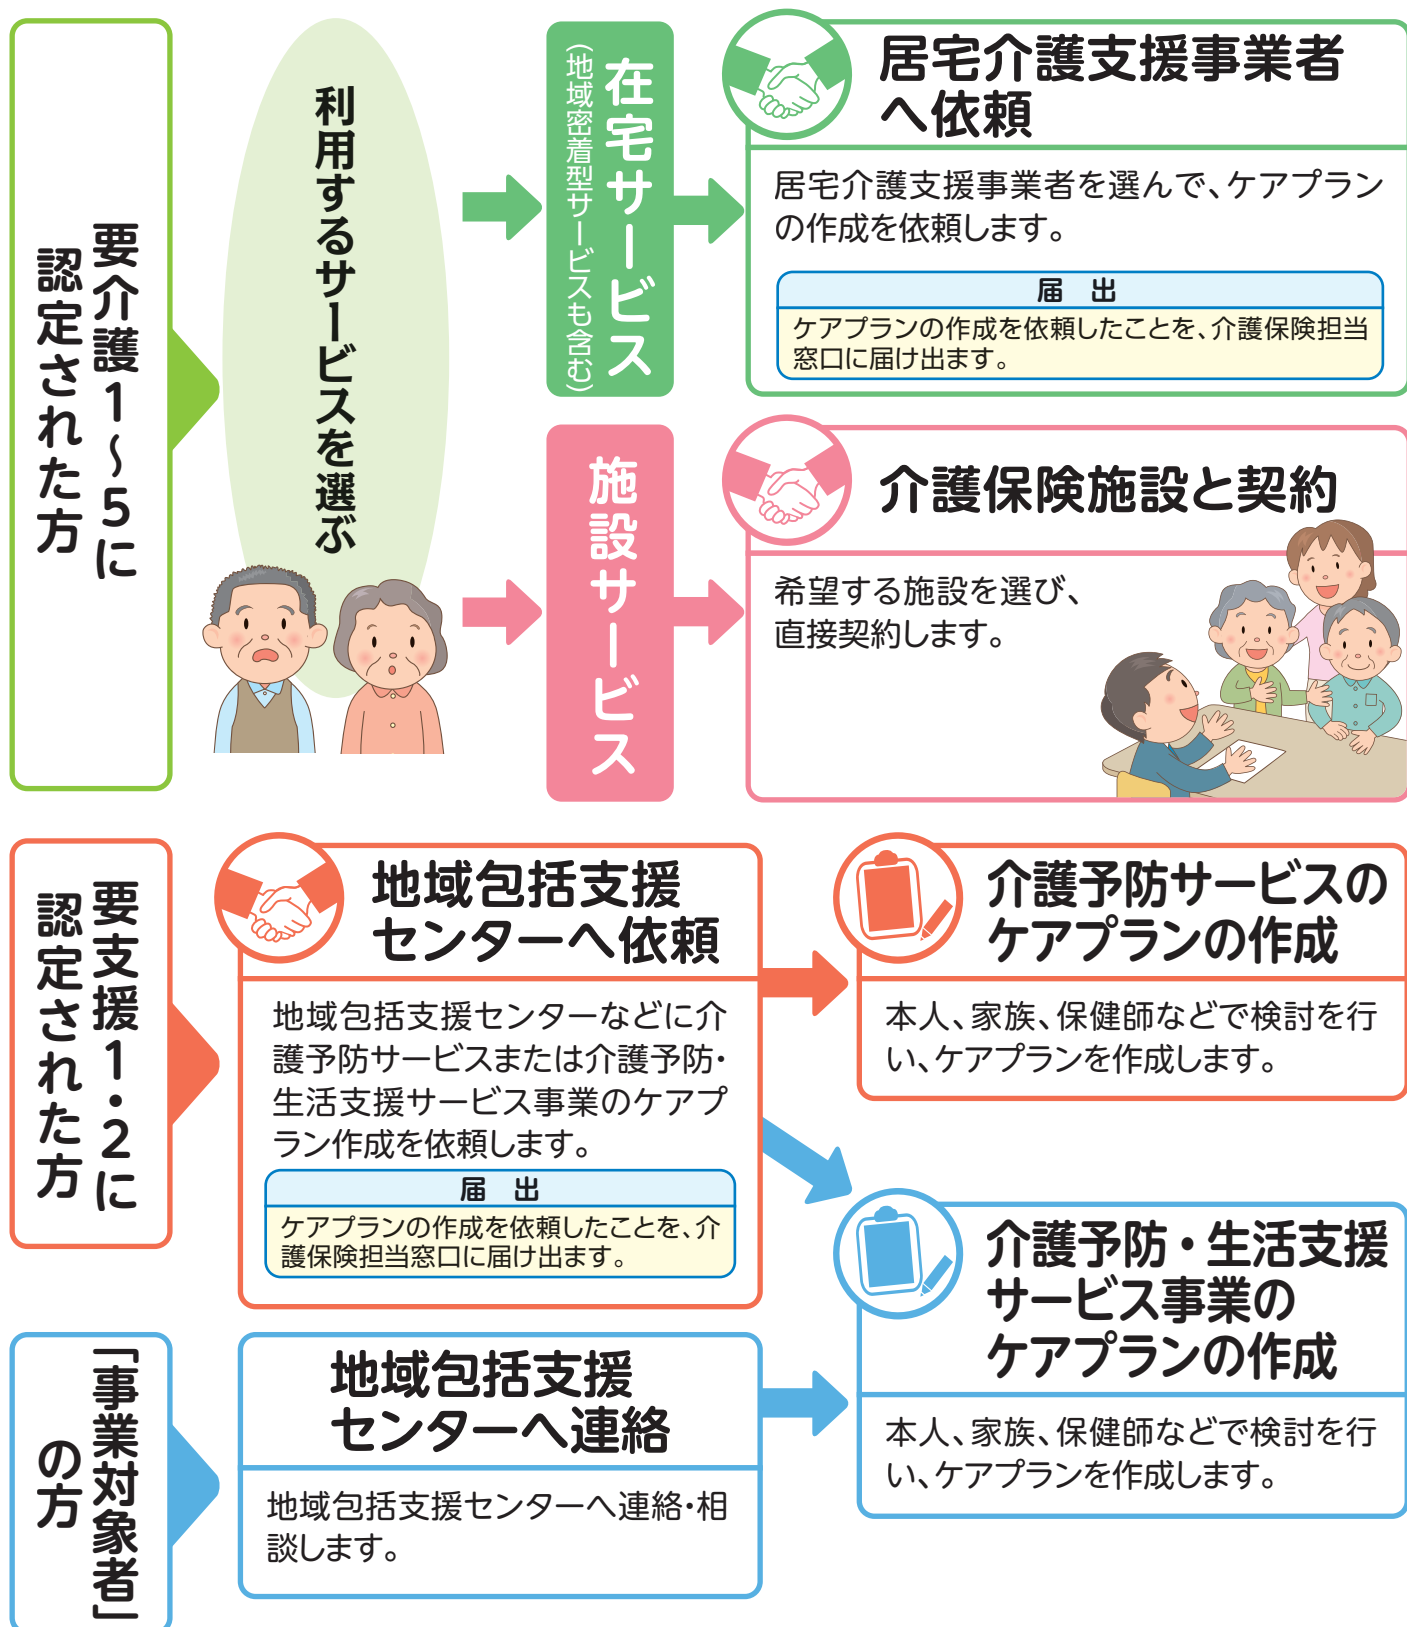 要介護1~5に
認定された方
利用するサービスを選ぶ
在宅サービス
(地域密着型サービスも含む)
居宅介護支援事業者
へ依頼
居宅介護支援事業者を選んで、ケアプラン
の作成を依頼します。
届 出
ケアプランの作成を依頼したことを、介護保険担当
窓口に届け出ます。
施設サービス
介護保険施設と契約
希望する施設を選び、
直接契約します。
要支援1・2に
認定された方
地域包括支援
センターへ依頼
地域包括支援センターなどに介
護予防サービスまたは介護予防・
生活支援サービス事業のケアプ
ラン作成を依頼します。
届 出
ケアプランの作成を依頼したことを、介
護保険担当窓口に届け出ます。
介護予防サービスの
ケアプランの作成
本人、家族、保健師などで検討を行
い、ケアプランを作成します。
「事業対象者」
の方
地域包括支援
センターへ連絡
地域包括支援センターへ連絡・相
談します。
介護予防・生活支援
サービス事業の
ケアプランの作成
本人、家族、保健師などで検討を行
い、ケアプランを作成します。